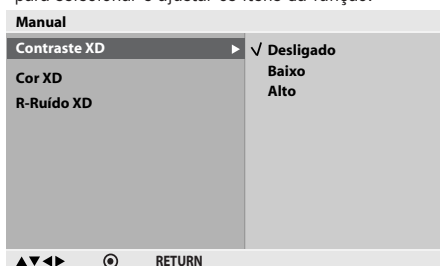 para selecionar e ajustar os itens da função.
Manual
Contraste XD ▶
√ Desligado
Baixo
Alto
Cor XD
R-Ruído XD
▲▼◀▶ ⦿ RETURN